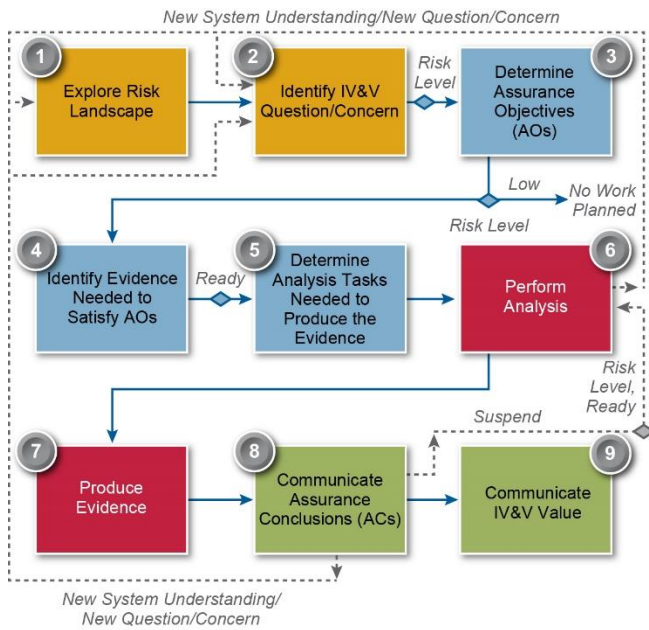 New System Understanding/New Question/Concern
1
Explore Risk
Landscape
2
Identify IV&V
Question/Concern
Risk
Level
3
Determine
Assurance
Objectives
(AOs)
Low
No Work
Planned
Risk Level
4
Identify Evidence
Needed to
Satisfy AOs
Ready
5
Determine
Analysis Tasks
Needed to
Produce the
Evidence
6
Perform
Analysis
Risk
Level,
Ready
Suspend
7
Produce
Evidence
8
Communicate
Assurance
Conclusions (ACs)
9
Communicate
IV&V Value
New System Understanding/
New Question/Concern